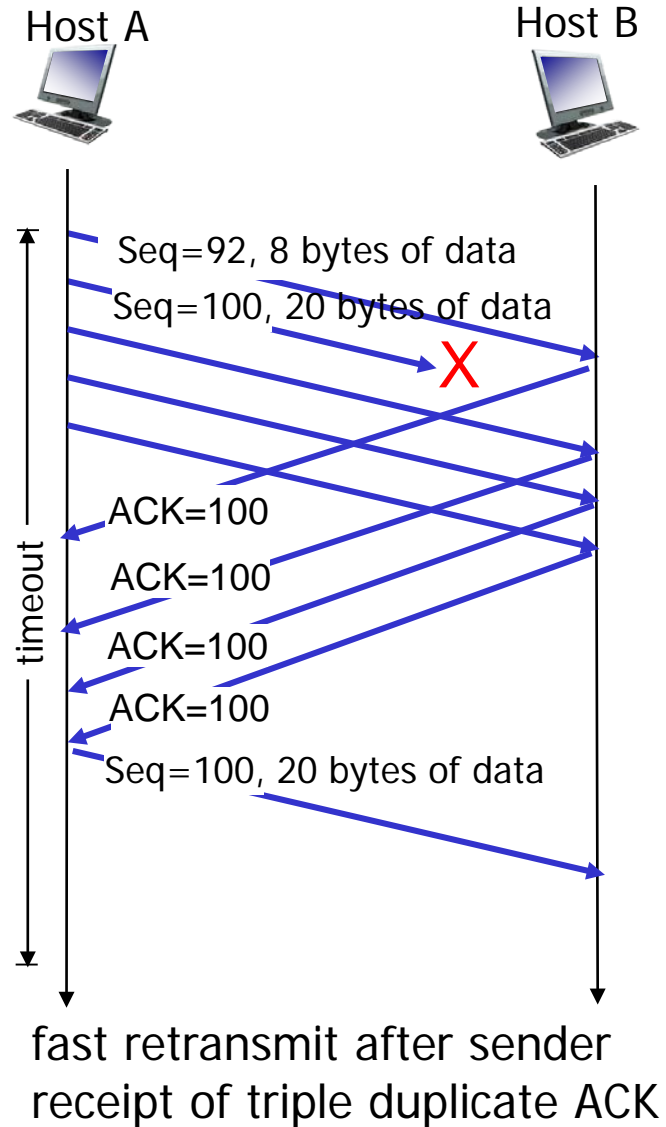 Host A
Host B
Seq=92, 8 bytes of data
Seq=100, 20 bytes of data
X
ACK=100
timeout
ACK=100
ACK=100
ACK=100
Seq=100, 20 bytes of data
fast retransmit after sender
receipt of triple duplicate ACK